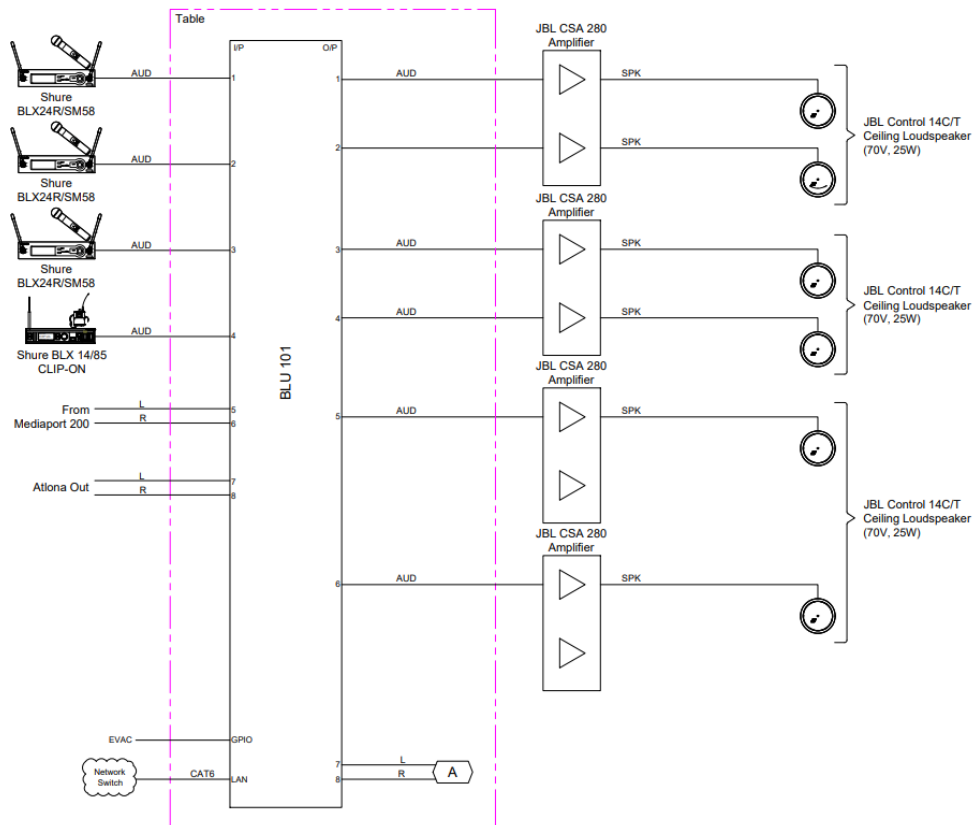 Table
I/P
O/P
JBL CSA 280
Amplifier
AUD
1
1
AUD
SPK
Shure
BLX24R/SM58
JBL Control 14C/T
Ceiling Loudspeaker
(70V, 25W)
AUD
2
2
SPK
Shure
BLX24R/SM58
JBL CSA 280
Amplifier
AUD
3
3
AUD
SPK
Shure
BLX24R/SM58
JBL Control 14C/T
Ceiling Loudspeaker
(70V, 25W)
AUD
4
4
AUD
SPK
Shure BLX 14/85
CLIP-ON
BLU 101
JBL CSA 280
Amplifier
From
Mediaport 200
L
5
R
6
5
AUD
SPK
Atlona Out
L
7
R
8
JBL Control 14C/T
Ceiling Loudspeaker
(70V, 25W)
JBL CSA 280
Amplifier
6
AUD
SPK
EVAC
GPIO
Network
Switch
CAT6
LAN
7
L
8
R
A